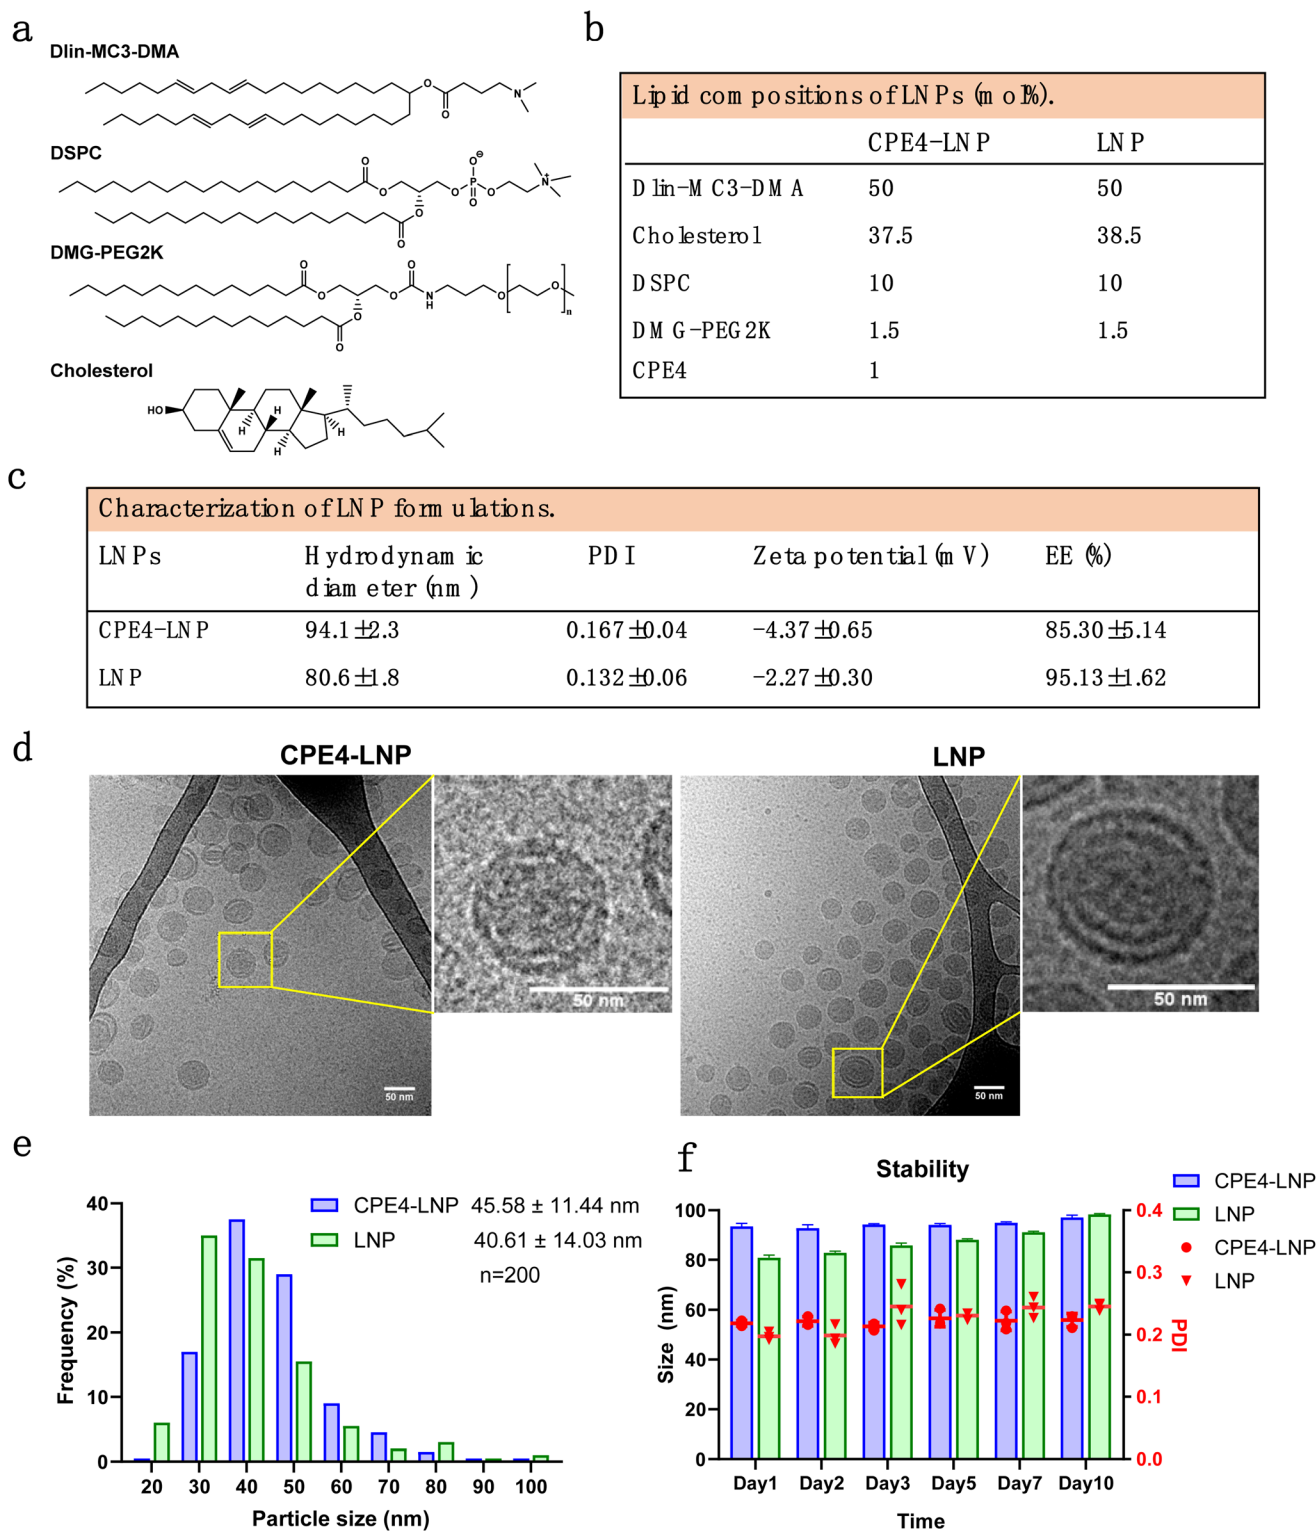 a
Dlin-MC3-DMA
O
O
N
DSPC
O
O
O
O
O
P
O
O⊖
O
N+
DMG-PEG2K
O
O
O
O
O
O
N
H
O
O
n
Cholesterol
HO
H
H
H
H
b
Lipid compositions of LNPs (mol%).
CPE4-LNP LNP
Dlin-MC3-DMA 50 50
Cholesterol 37.5 38.5
DSPC 10 10
DMG-PEG2K 1.5 1.5
CPE4 1
c
Characterization of LNP formulations.
LNPs Hydrodynamic diameter (nm) PDI Zeta potential (mV) EE (%)
CPE4-LNP 94.1±2.3 0.167±0.04 -4.37±0.65 85.30±5.14
LNP 80.6±1.8 0.132±0.06 -2.27±0.30 95.13±1.62
d
CPE4-LNP
LNP
50 nm
50 nm
50 nm
50 nm
e
CPE4-LNP 45.58 ± 11.44 nm
LNP 40.61 ± 14.03 nm
n=200
Frequency (%)
40
30
20
10
0
20 30 40 50 60 70 80 90 100
Particle size (nm)
f
Stability
CPE4-LNP
LNP
CPE4-LNP
LNP
Size (nm)
100
80
60
40
20
0
PDI
0.4
0.3
0.2
0.1
0.0
Day1 Day2 Day3 Day5 Day7 Day10
Time